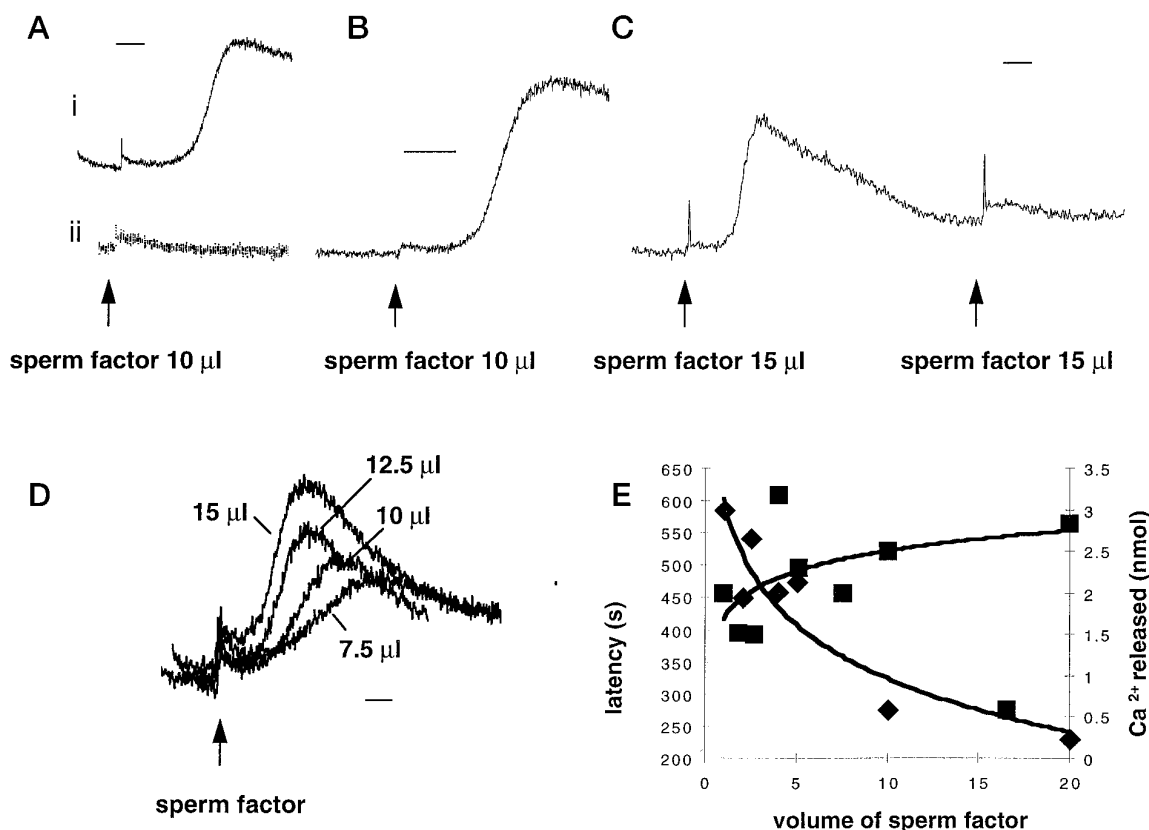 A
B
C
i
ii
sperm factor 10 µl
sperm factor 10 µl
sperm factor 15 µl
sperm factor 15 µl
D
12.5 µl
15 µl
10 µl
7.5 µl
sperm factor
E
650
600
550
500
450
400
350
300
250
200
latency (s)
3.5
3
2.5
2
1.5
1
0.5
0
Ca 2+ released (nmol)
0
5
10
15
20
volume of sperm factor